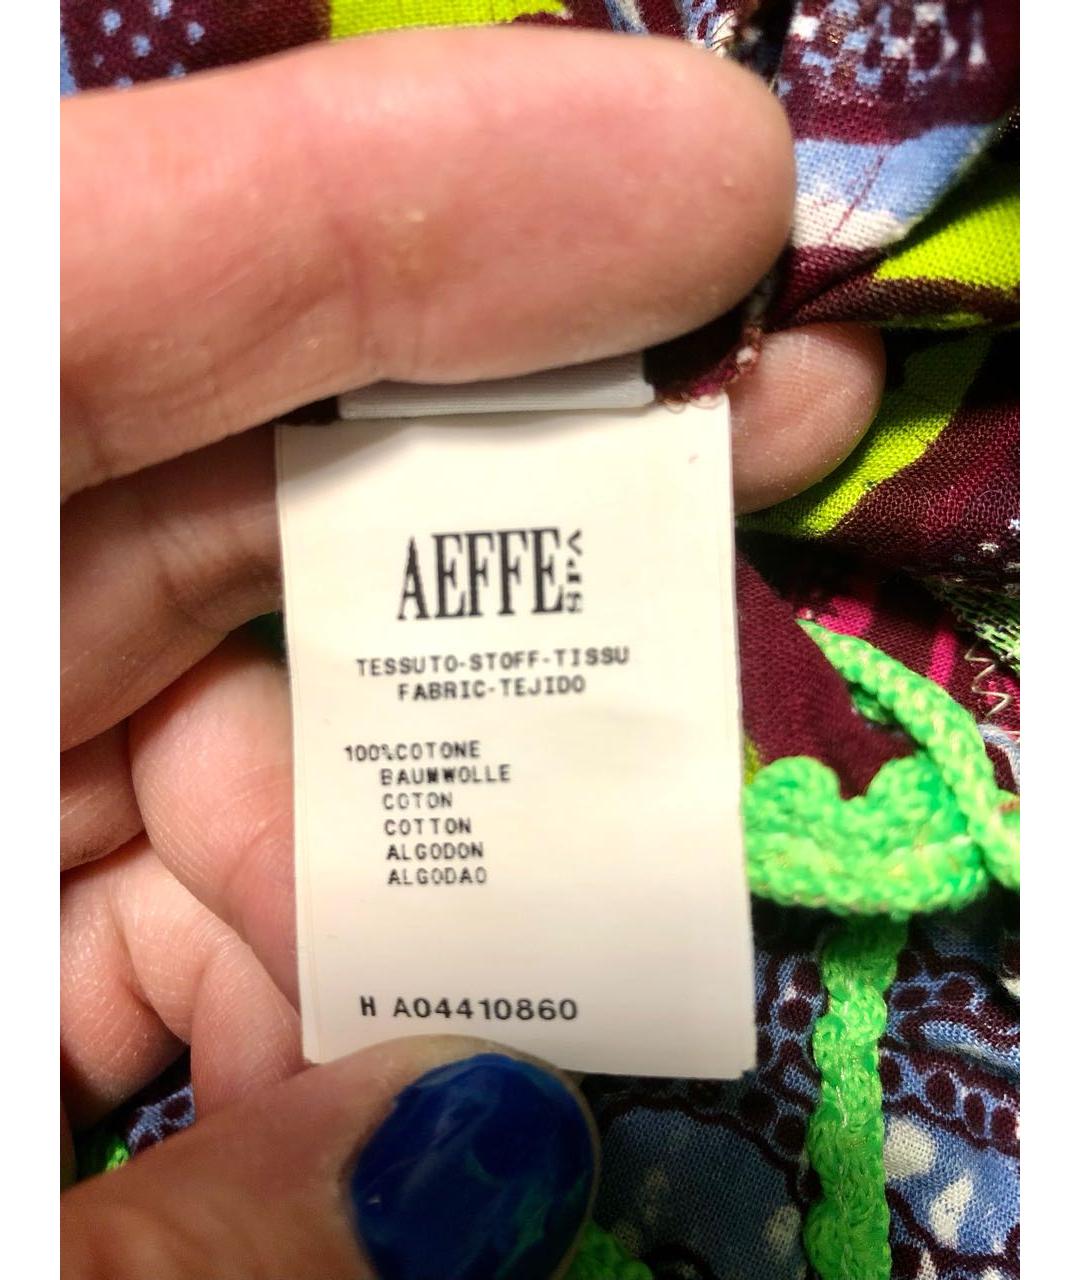 AEFFE SPA
TESSUTO-STOFF-TISSU
FABRIC-TEJIDO
100%COTONE
BAUMWOLLE
COTON
COTTON
ALGODON
ALGODAO
H A04410860